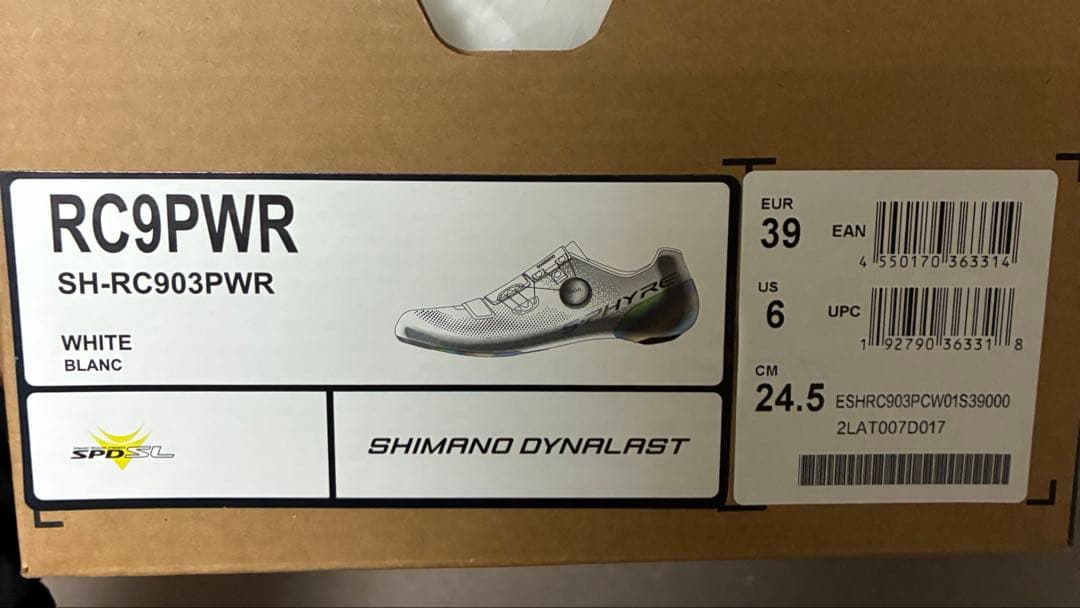 RC9PWR
SH-RC903PWR
WHITE
BLANC
S-PHYRE
SPD-SL
SHIMANO DYNALAST
EUR
39
EAN
4 550170 363314
US
6
UPC
1 92790 36331 8
CM
24.5
ESHRC903PCW01S39000
2LAT007D017